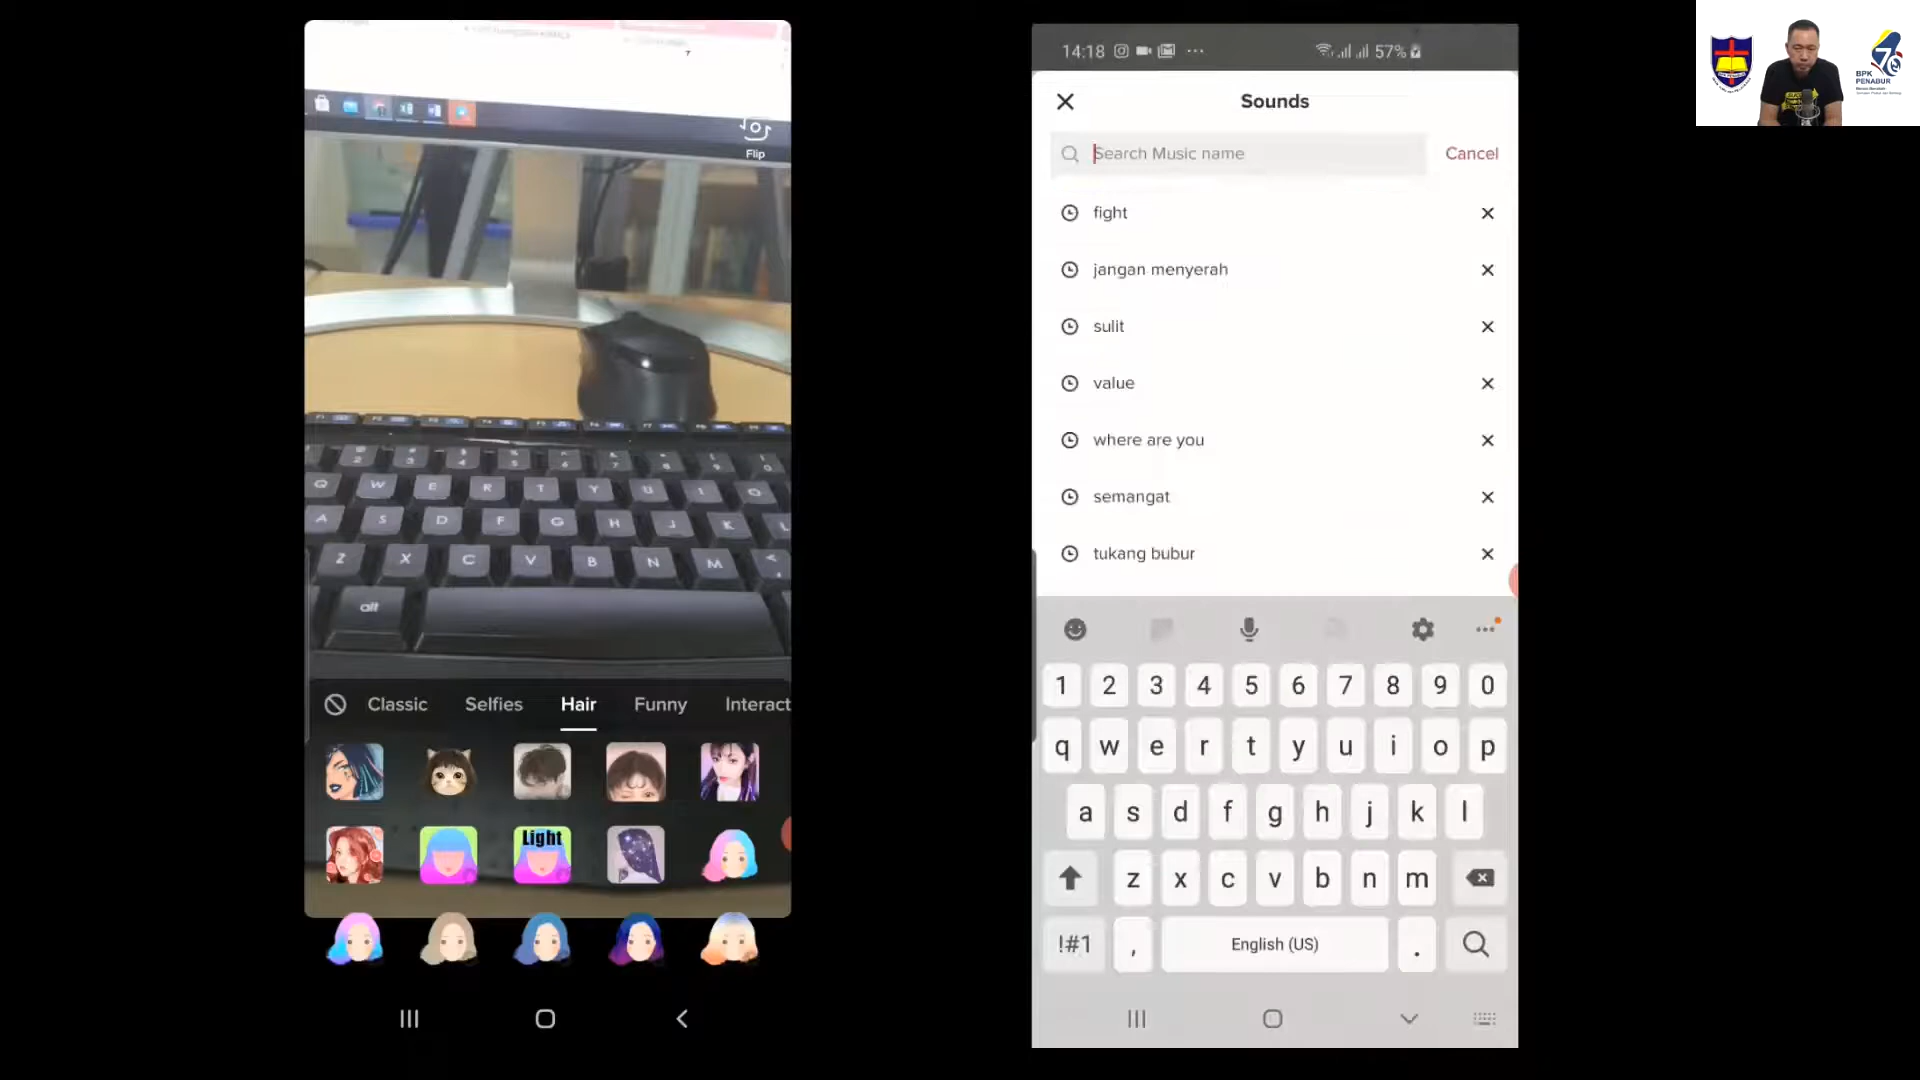 Flip
Q W E R T Y U I O
A S D F G H J K L
Z X C V B N M
alt
Classic Selfies Hair Funny Interact
Light
14:18 57%
Sounds
Search Music name Cancel
fight
jangan menyerah
sulit
value
where are you
semangat
tukang bubur
1 2 3 4 5 6 7 8 9 0
q w e r t y u i o p
a s d f g h j k l
z x c v b n m
!#1 , English (US) .
BPK
PENABUR